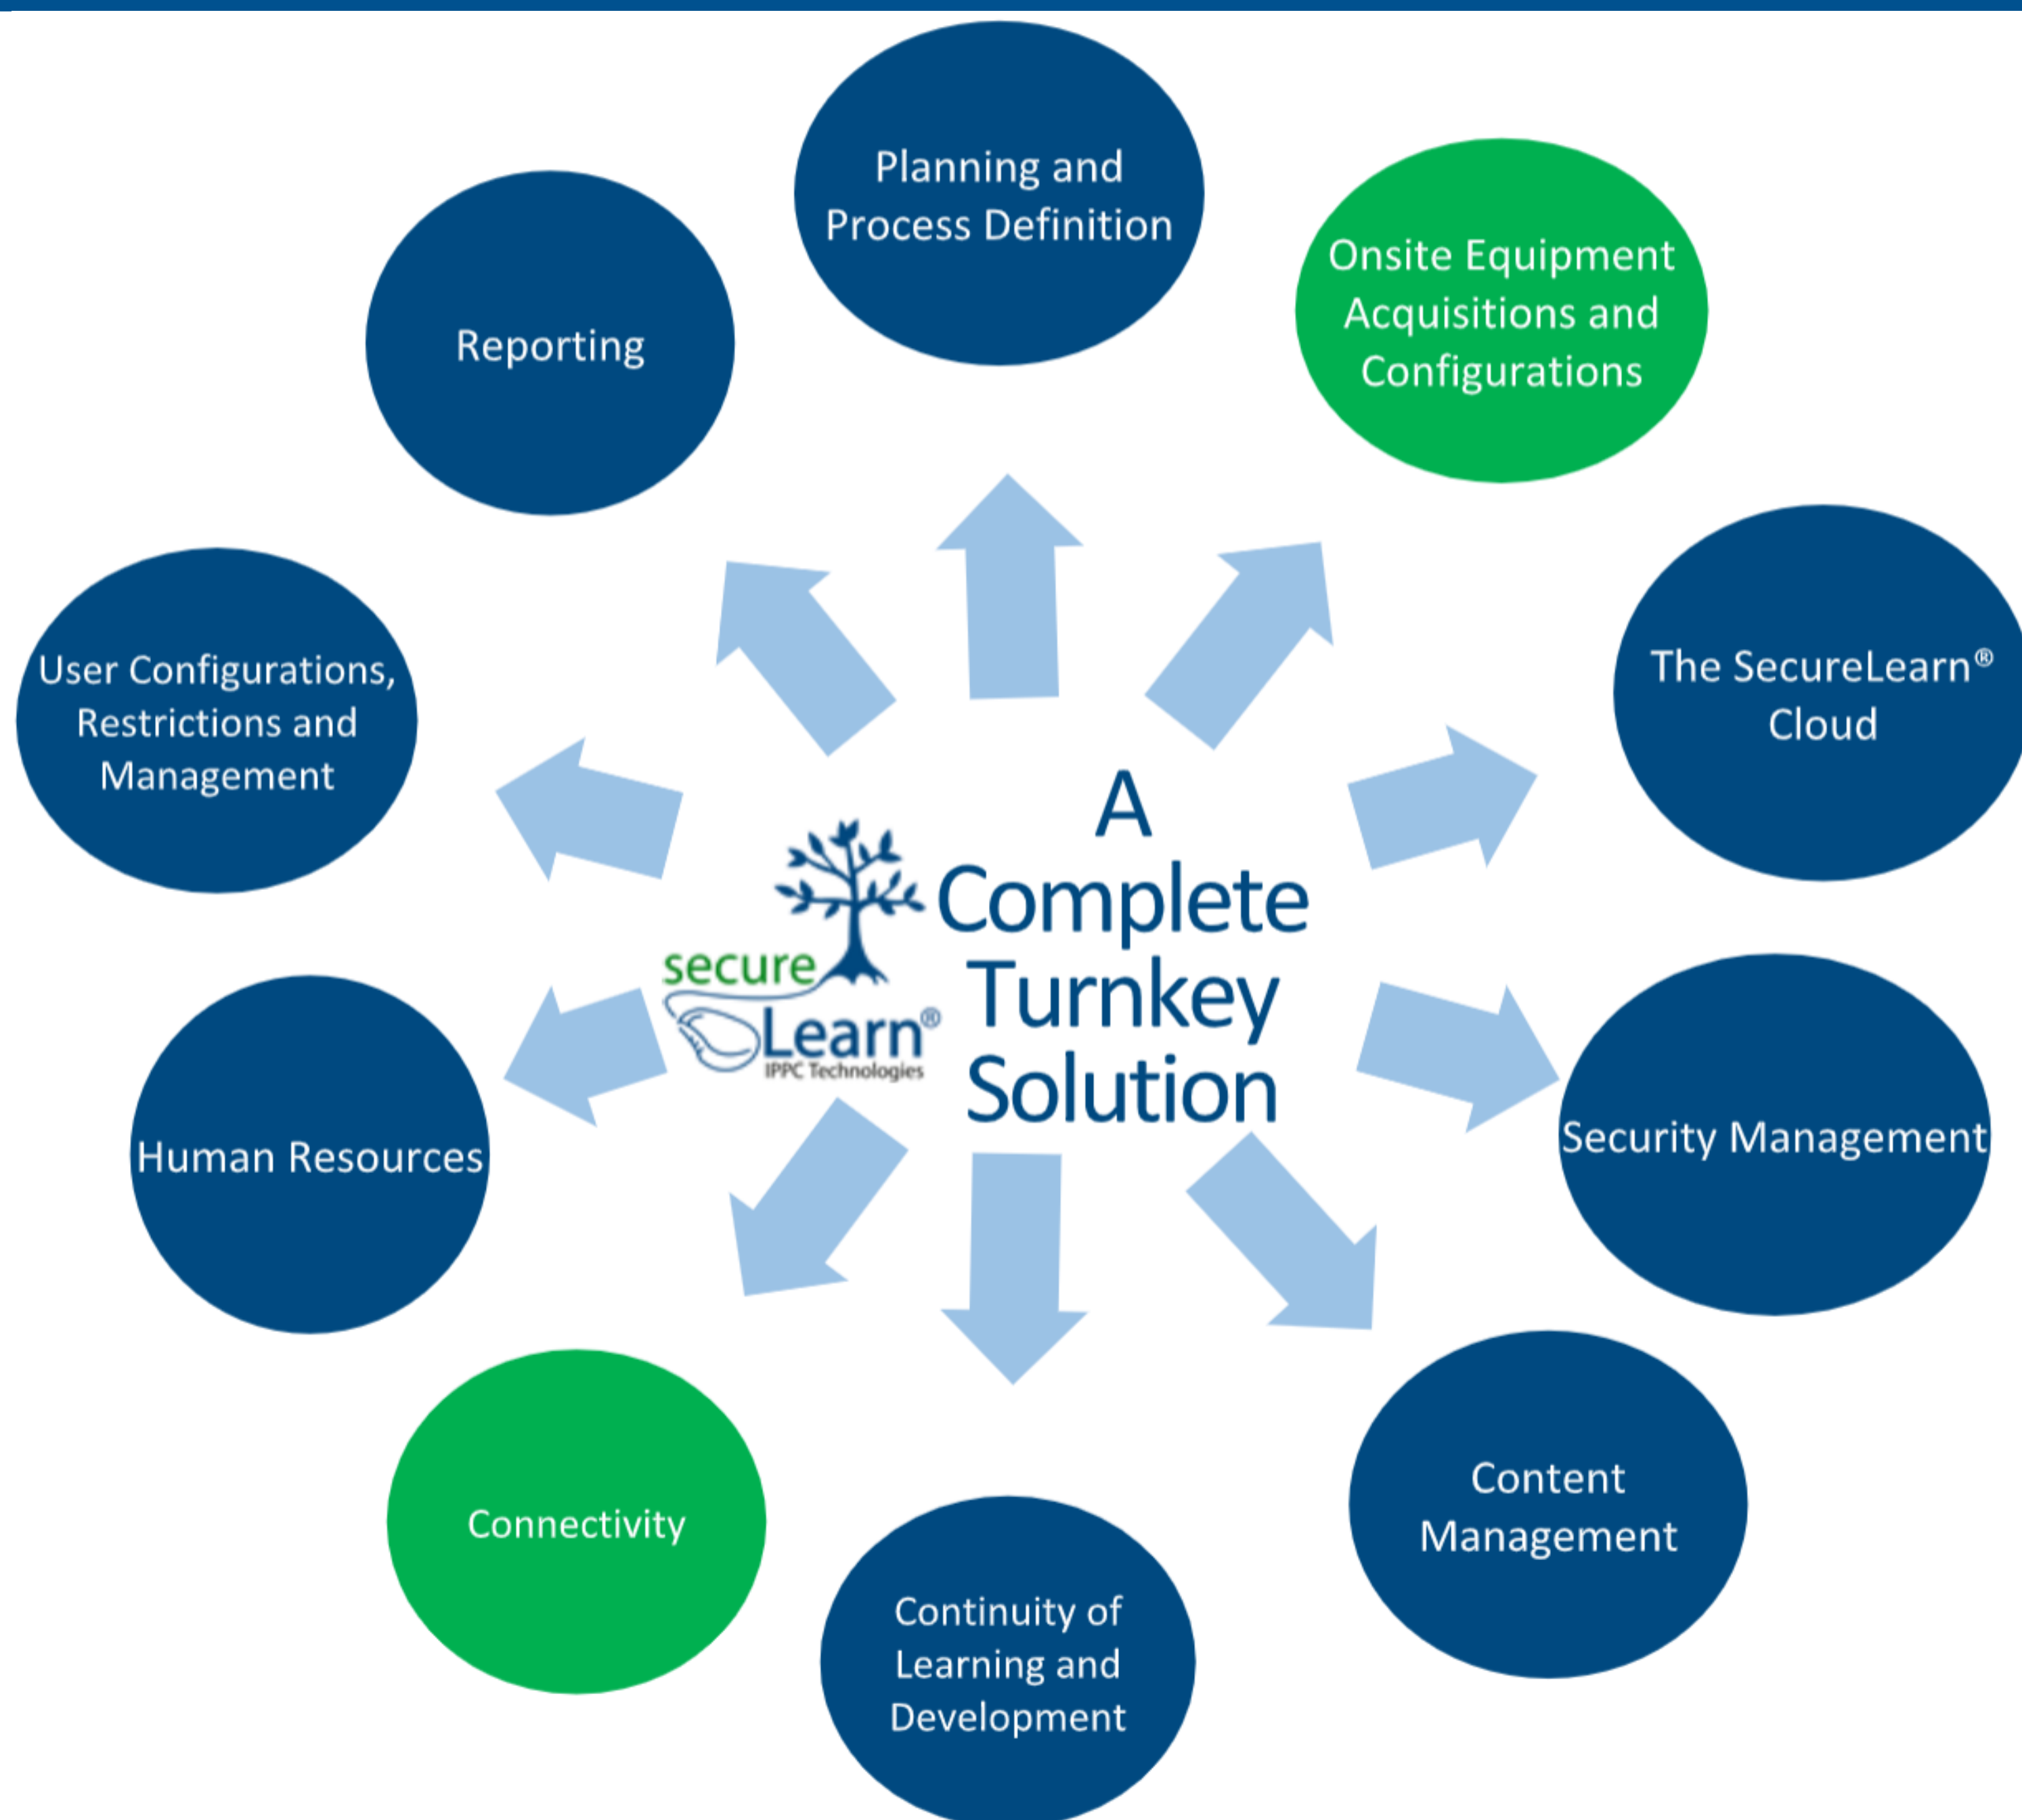 Planning and
Process Definition
Onsite Equipment
Acquisitions and
Configurations
The SecureLearn®
Cloud
Security Management
Content
Management
Continuity of
Learning and
Development
Connectivity
Human Resources
User Configurations,
Restrictions and
Management
Reporting
secure
Learn®
IPPC Technologies
A
Complete
Turnkey
Solution